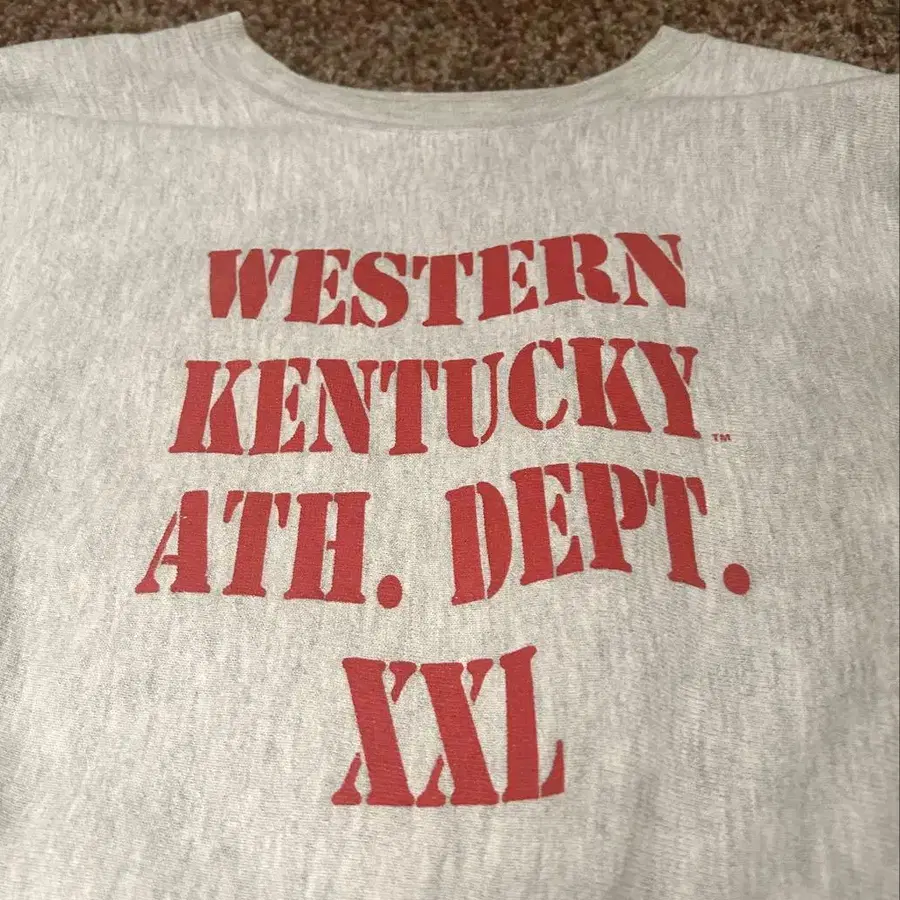 WESTERN
KENTUCKY™
ATH. DEPT.
XXL